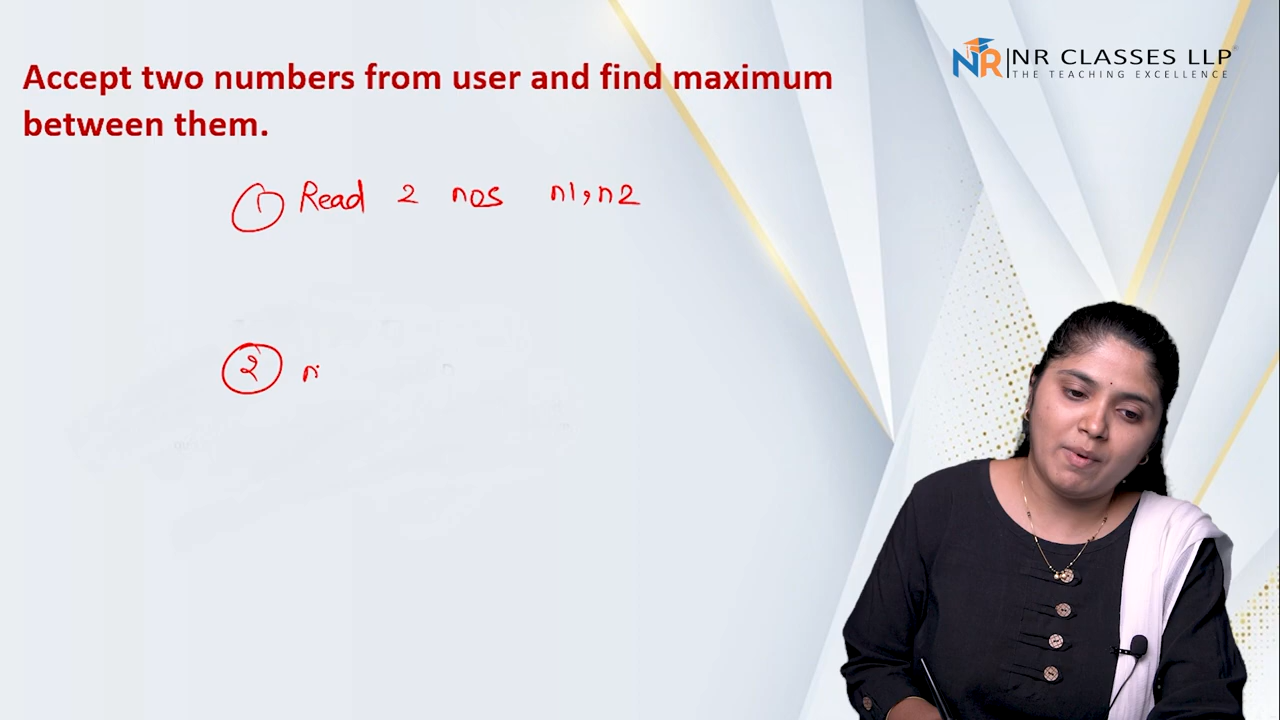 NR CLASSES LLP
THE TEACHING EXCELLENCE
Accept two numbers from user and find maximum
between them.
① Read 2 nos n1, n2
② n